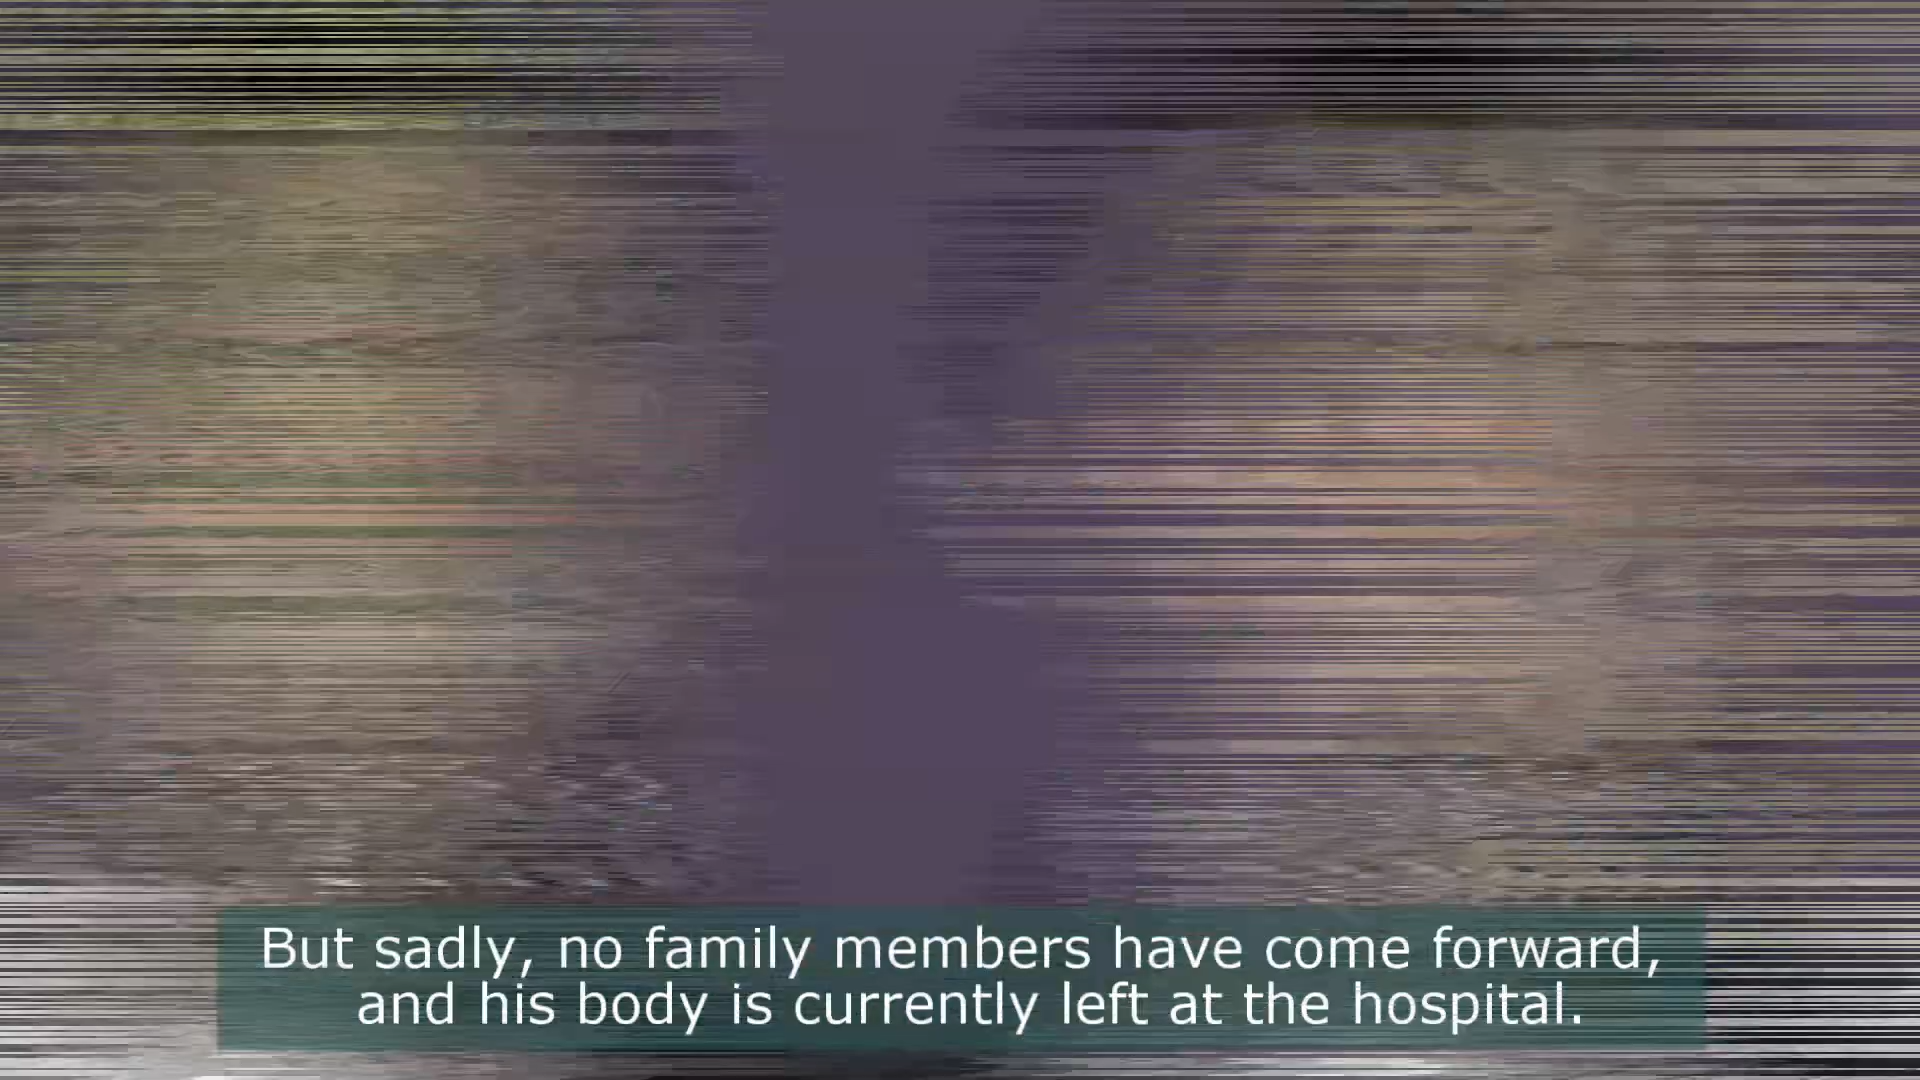 But sadly, no family members have come forward,
and his body is currently left at the hospital.